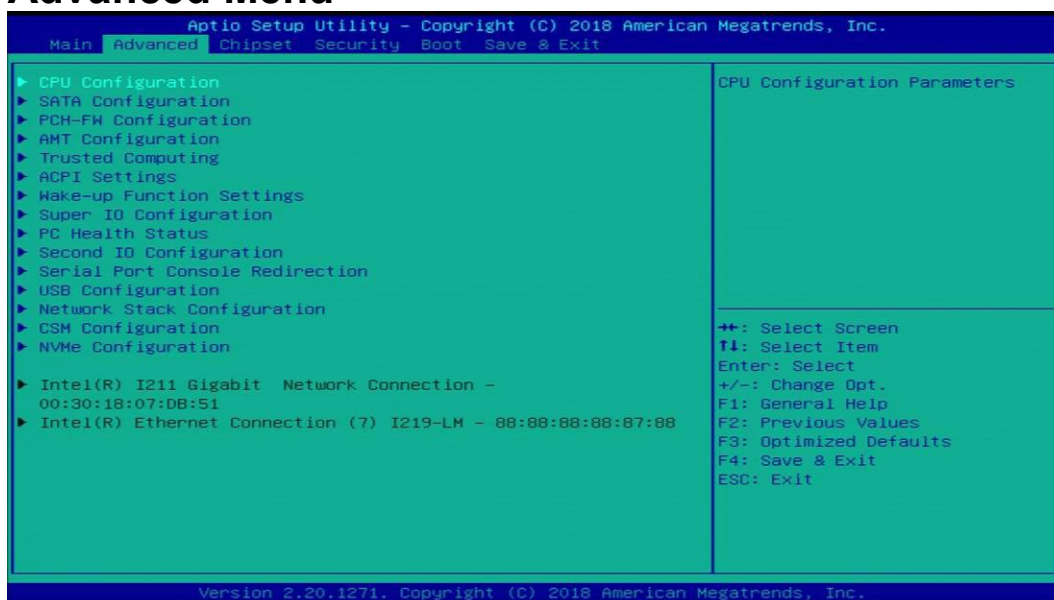 Advanced Menu
Aptio Setup Utility – Copyright (C) 2018 American Megatrends, Inc.
Main Advanced Chipset Security Boot Save & Exit
► CPU Configuration
► SATA Configuration
► PCH-FW Configuration
► AMT Configuration
► Trusted Computing
► ACPI Settings
► Wake-up Function Settings
► Super IO Configuration
► PC Health Status
► Second IO Configuration
► Serial Port Console Redirection
► USB Configuration
► Network Stack Configuration
► CSM Configuration
► NVMe Configuration
► Intel(R) I211 Gigabit Network Connection –
00:30:18:07:DB:51
► Intel(R) Ethernet Connection (7) I219-LM – 88:88:88:88:87:88
CPU Configuration Parameters
→←: Select Screen
↑↓: Select Item
Enter: Select
+/-: Change Opt.
F1: General Help
F2: Previous Values
F3: Optimized Defaults
F4: Save & Exit
ESC: Exit
Version 2.20.1271. Copyright (C) 2018 American Megatrends, Inc.